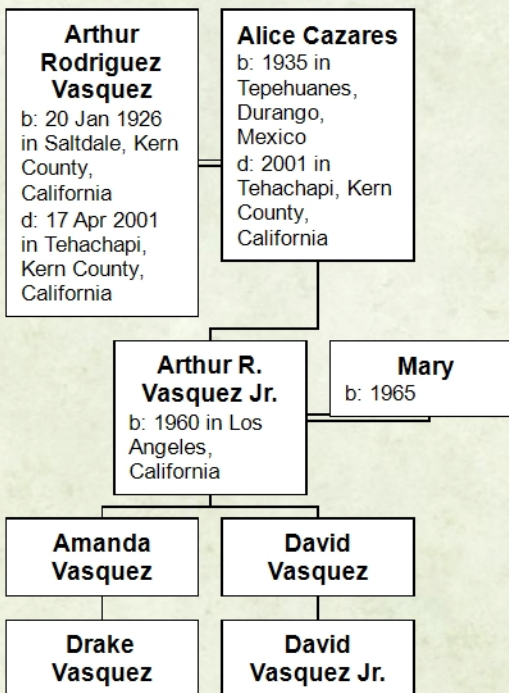 Arthur
Rodriguez
Vasquez
b: 20 Jan 1926
in Saltdale, Kern
County,
California
d: 17 Apr 2001
in Tehachapi,
Kern County,
California
Alice Cazares
b: 1935 in
Tepehuanes,
Durango,
Mexico
d: 2001 in
Tehachapi, Kern
County,
California
Arthur R.
Vasquez Jr.
b: 1960 in Los
Angeles,
California
Mary
b: 1965
Amanda
Vasquez
David
Vasquez
Drake
Vasquez
David
Vasquez Jr.